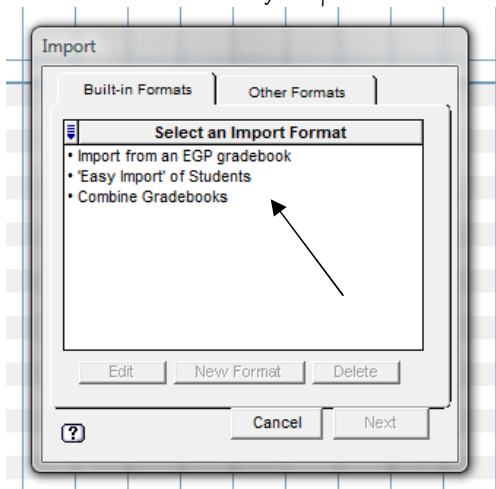 Import
Built-in Formats
Other Formats
Select an Import Format
• Import from an EGP gradebook
• 'Easy Import' of Students
• Combine Gradebooks
Edit
New Format
Delete
?
Cancel
Next